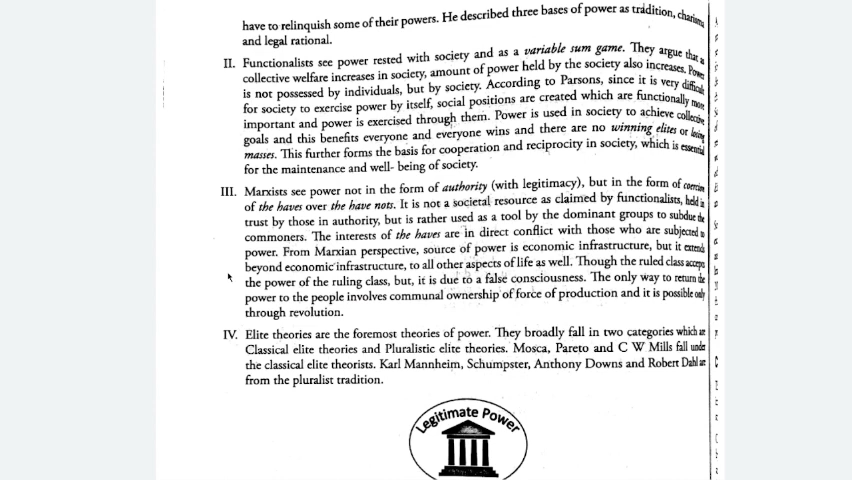 have to relinquish some of their powers. He described three bases of power as tradition, charisma
and legal rational.
II. Functionalists see power rested with society and as a variable sum game. They argue that a
collective welfare increases in society, amount of power held by the society also increases. Power
is not possessed by individuals, but by society. According to Parsons, since it is very difficult
for society to exercise power by itself, social positions are created which are functionally more
important and power is exercised through them. Power is used in society to achieve collective
goals and this benefits everyone and everyone wins and there are no winning elites or losing
masses. This further forms the basis for cooperation and reciprocity in society, which is essential
for the maintenance and well- being of society.
III. Marxists see power not in the form of authority (with legitimacy), but in the form of coercion
of the haves over the have nots. It is not a societal resource as claimed by functionalists, held in
trust by those in authority, but is rather used as a tool by the dominant groups to subdue the
commoners. The interests of the haves are in direct conflict with those who are subjected to
power. From Marxian perspective, source of power is economic infrastructure, but it extends
beyond economic infrastructure, to all other aspects of life as well. Though the ruled class accepts
the power of the ruling class, but, it is due to a false consciousness. The only way to return the
power to the people involves communal ownership of force of production and it is possible only
through revolution.
IV. Elite theories are the foremost theories of power. They broadly fall in two categories which are
Classical elite theories and Pluralistic elite theories. Mosca, Pareto and C W Mills fall under
the classical elite theorists. Karl Mannheim, Schumpster, Anthony Downs and Robert Dahl are
from the pluralist tradition.
Legitimate Power